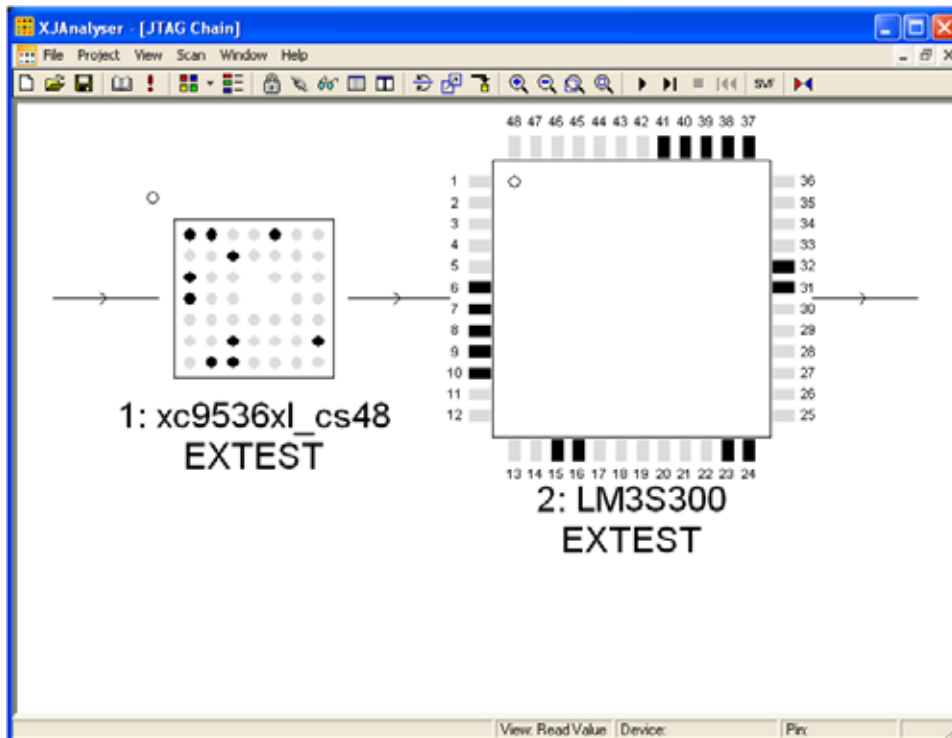 XJAnalyser - [JTAG Chain]
File Project View Scan Window Help
SVF
48 47 46 45 44 43 42 41 40 39 38 37
1 36
2 35
3 34
4 33
5 32
6 31
7 30
8 29
9 28
10 27
11 26
12 25
13 14 15 16 17 18 19 20 21 22 23 24
1: xc9536xl_cs48
EXTEST
2: LM3S300
EXTEST
View: Read Value Device: Pin: